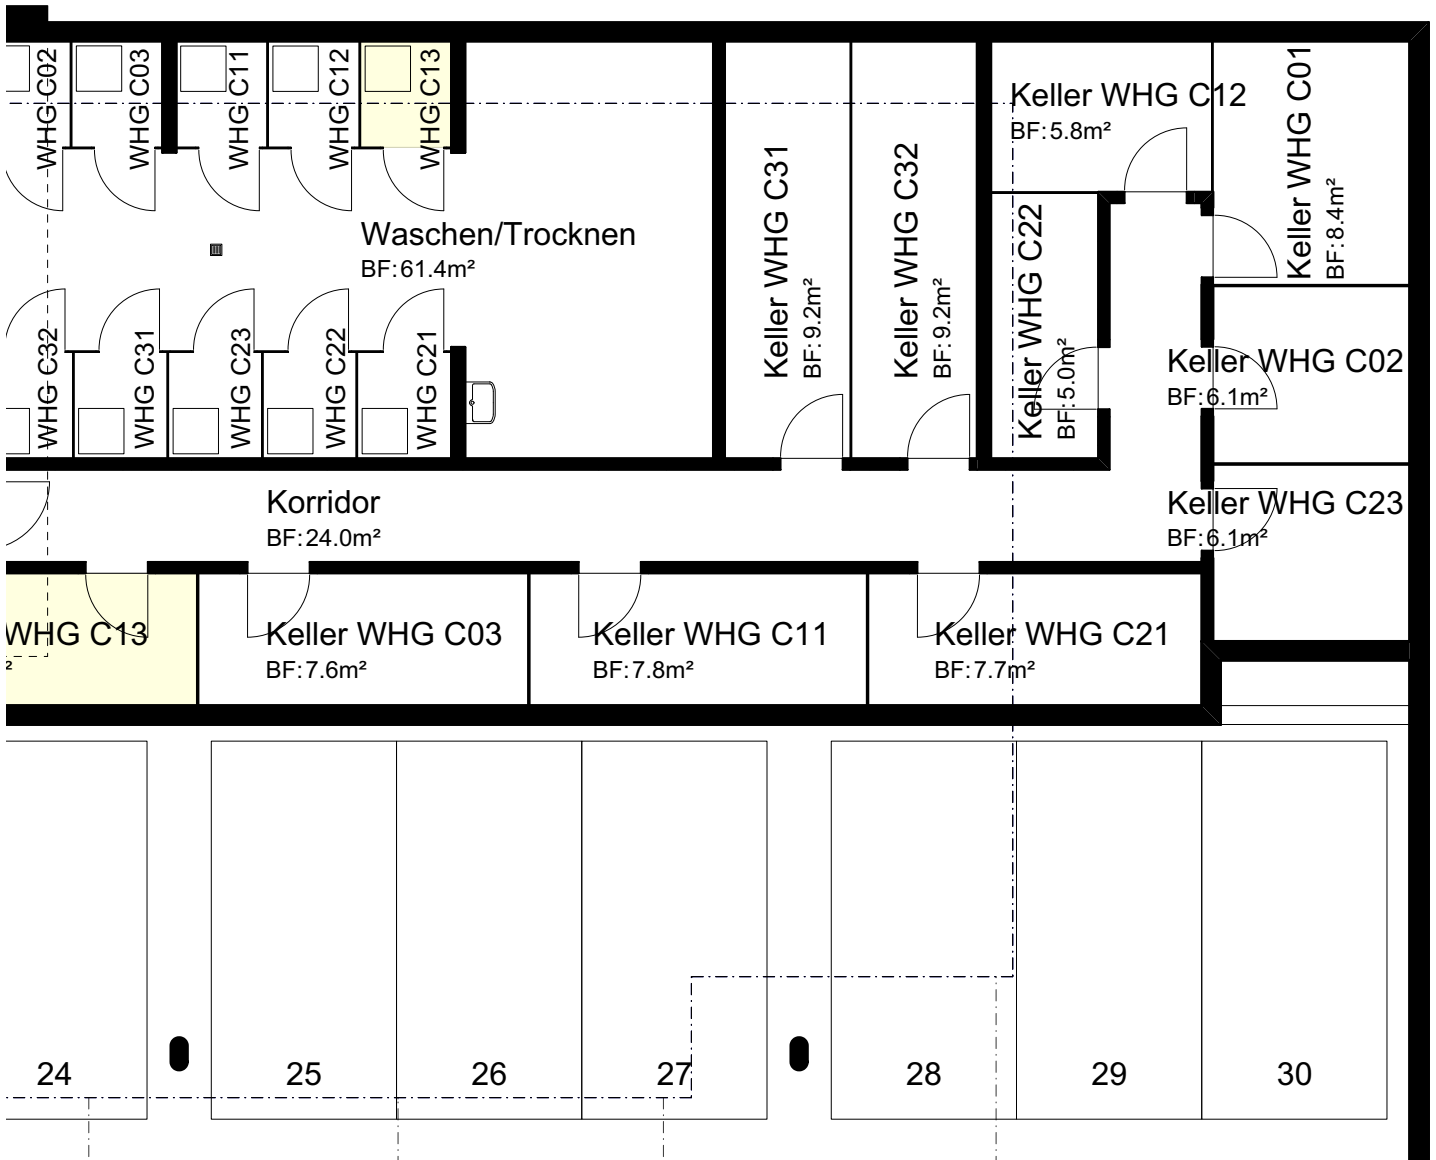 WHG C02
WHG C03
WHG C11
WHG C12
WHG C13
Waschen/Trocknen
BF: 61.4m²
WHG C32
WHG C31
WHG C23
WHG C22
WHG C21
Keller WHG C31
BF: 9.2m²
Keller WHG C32
BF: 9.2m²
Keller WHG C12
BF: 5.8m²
Keller WHG C01
BF: 8.4m²
Keller WHG C22
BF: 5.0m²
Keller WHG C02
BF: 6.1m²
Keller WHG C23
BF: 6.1m²
Korridor
BF: 24.0m²
WHG C13
²
Keller WHG C03
BF: 7.6m²
Keller WHG C11
BF: 7.8m²
Keller WHG C21
BF: 7.7m²
24
25
26
27
28
29
30